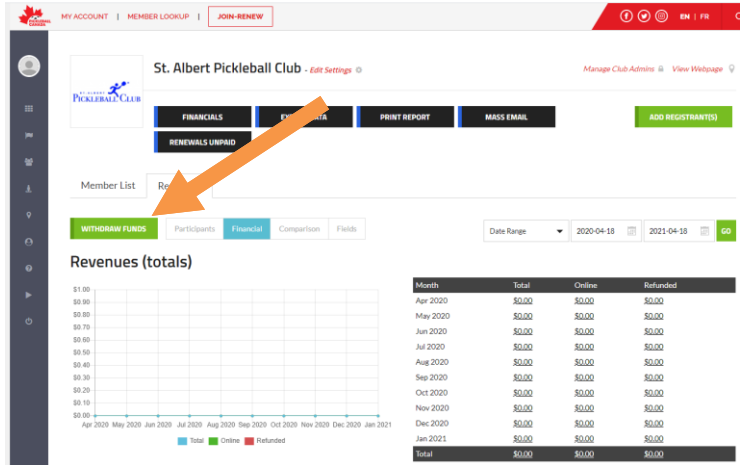 PICKLEBALL CANADA
MY ACCOUNT | MEMBER LOOKUP | JOIN-RENEW EN | FR
St. Albert Pickleball Club - Edit Settings
Manage Club Admins View Webpage
ST. ALBERT
PICKLEBALL CLUB
FINANCIALS PRINT REPORT MASS EMAIL ADD REGISTRANT(S)
RENEWALS UNPAID
Member List
WITHDRAW FUNDS Participants Financial Comparison Fields
Date Range 2020-04-18 2021-04-18 GO
Revenues (totals)
$1.00
$0.90
$0.80
$0.70
$0.60
$0.50
$0.40
$0.30
$0.20
$0.10
$0.00
Apr 2020 May 2020 Jun 2020 Jul 2020 Aug 2020 Sep 2020 Oct 2020 Nov 2020 Dec 2020 Jan 2021
Total Online Refunded
Month Total Online Refunded
Apr 2020 $0.00 $0.00 $0.00
May 2020 $0.00 $0.00 $0.00
Jun 2020 $0.00 $0.00 $0.00
Jul 2020 $0.00 $0.00 $0.00
Aug 2020 $0.00 $0.00 $0.00
Sep 2020 $0.00 $0.00 $0.00
Oct 2020 $0.00 $0.00 $0.00
Nov 2020 $0.00 $0.00 $0.00
Dec 2020 $0.00 $0.00 $0.00
Jan 2021 $0.00 $0.00 $0.00
Total $0.00 $0.00 $0.00